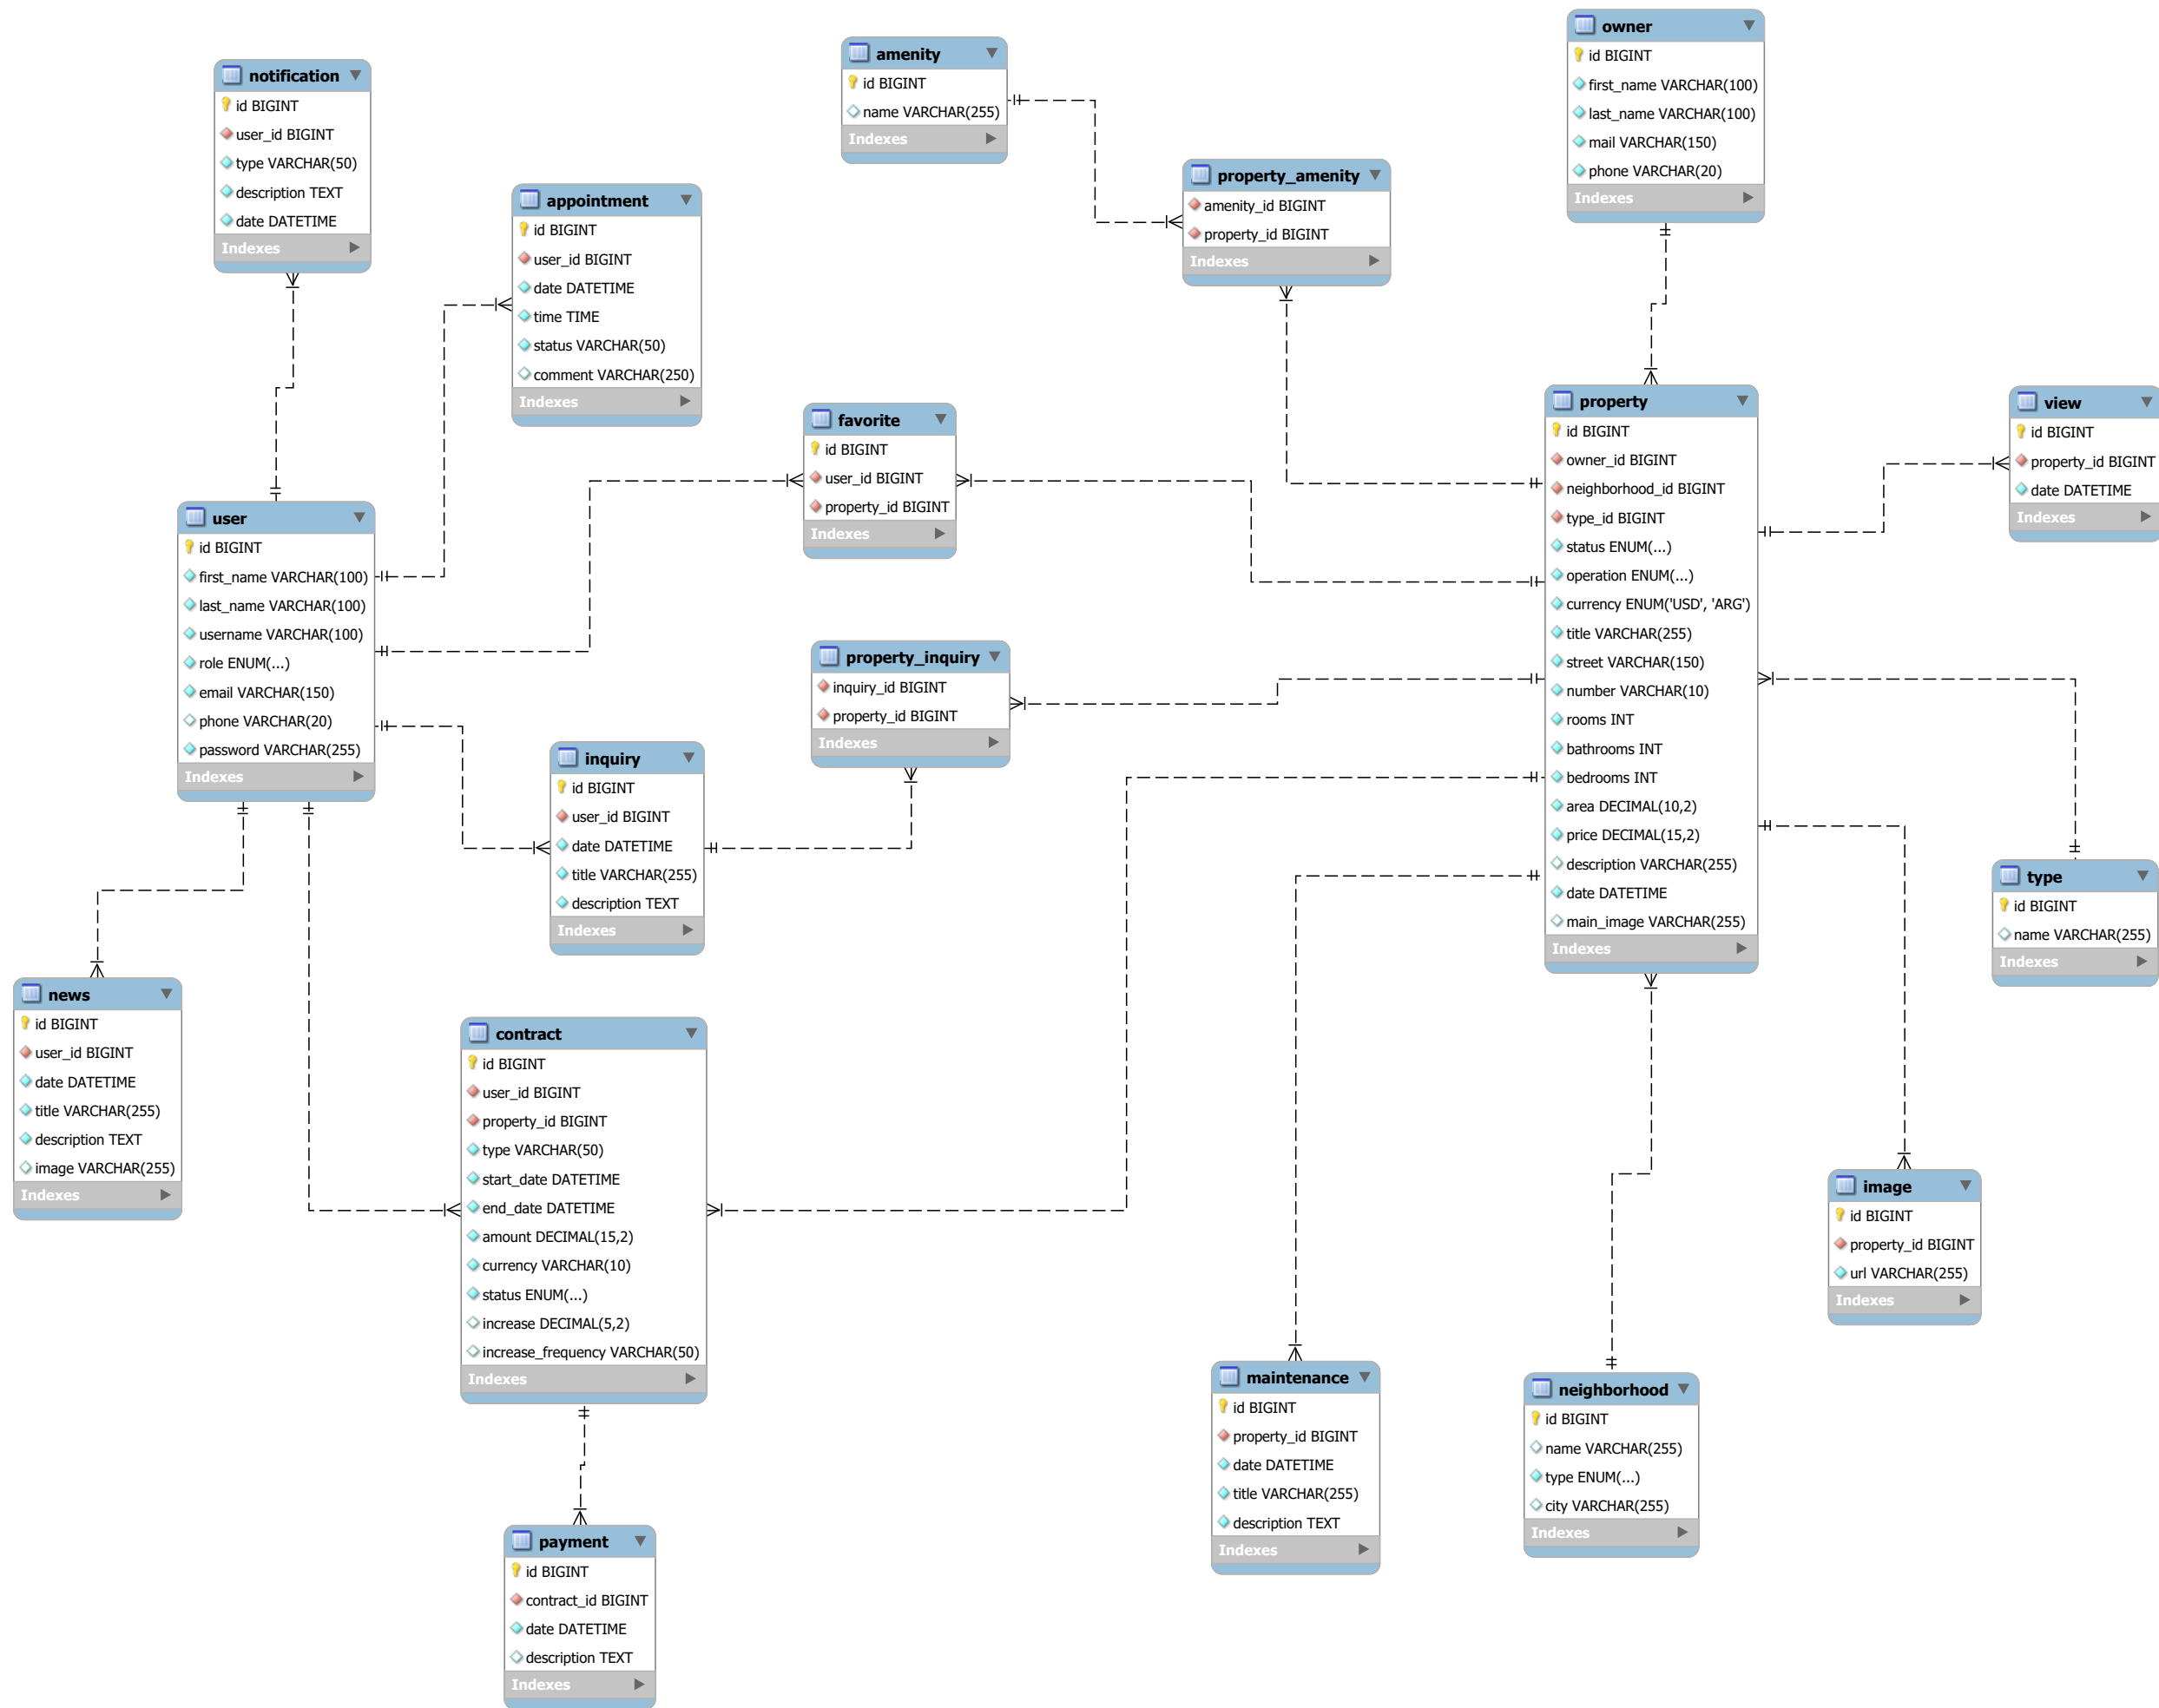 notification
id BIGINT
user_id BIGINT
type VARCHAR(50)
description TEXT
date DATETIME
Indexes
appointment
id BIGINT
user_id BIGINT
date DATETIME
time TIME
status VARCHAR(50)
comment VARCHAR(250)
Indexes
amenity
id BIGINT
name VARCHAR(255)
Indexes
property_amenity
amenity_id BIGINT
property_id BIGINT
Indexes
owner
id BIGINT
first_name VARCHAR(100)
last_name VARCHAR(100)
mail VARCHAR(150)
phone VARCHAR(20)
Indexes
favorite
id BIGINT
user_id BIGINT
property_id BIGINT
Indexes
property
id BIGINT
owner_id BIGINT
neighborhood_id BIGINT
type_id BIGINT
status ENUM(...)
operation ENUM(...)
currency ENUM('USD', 'ARG')
title VARCHAR(255)
street VARCHAR(150)
number VARCHAR(10)
rooms INT
bathrooms INT
bedrooms INT
area DECIMAL(10,2)
price DECIMAL(15,2)
description VARCHAR(255)
date DATETIME
main_image VARCHAR(255)
Indexes
view
id BIGINT
property_id BIGINT
date DATETIME
Indexes
user
id BIGINT
first_name VARCHAR(100)
last_name VARCHAR(100)
username VARCHAR(100)
role ENUM(...)
email VARCHAR(150)
phone VARCHAR(20)
password VARCHAR(255)
Indexes
property_inquiry
inquiry_id BIGINT
property_id BIGINT
Indexes
inquiry
id BIGINT
user_id BIGINT
date DATETIME
title VARCHAR(255)
description TEXT
Indexes
type
id BIGINT
name VARCHAR(255)
Indexes
news
id BIGINT
user_id BIGINT
date DATETIME
title VARCHAR(255)
description TEXT
image VARCHAR(255)
Indexes
contract
id BIGINT
user_id BIGINT
property_id BIGINT
type VARCHAR(50)
start_date DATETIME
end_date DATETIME
amount DECIMAL(15,2)
currency VARCHAR(10)
status ENUM(...)
increase DECIMAL(5,2)
increase_frequency VARCHAR(50)
Indexes
image
id BIGINT
property_id BIGINT
url VARCHAR(255)
Indexes
maintenance
id BIGINT
property_id BIGINT
date DATETIME
title VARCHAR(255)
description TEXT
Indexes
neighborhood
id BIGINT
name VARCHAR(255)
type ENUM(...)
city VARCHAR(255)
Indexes
payment
id BIGINT
contract_id BIGINT
date DATETIME
description TEXT
Indexes